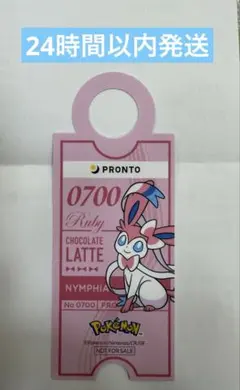 24時間以内発送
PRONTO
0700
Ruby
CHOCOLATE
LATTE
NYMPHIA
No 0700
POKÉMON
NOT FOR SALE